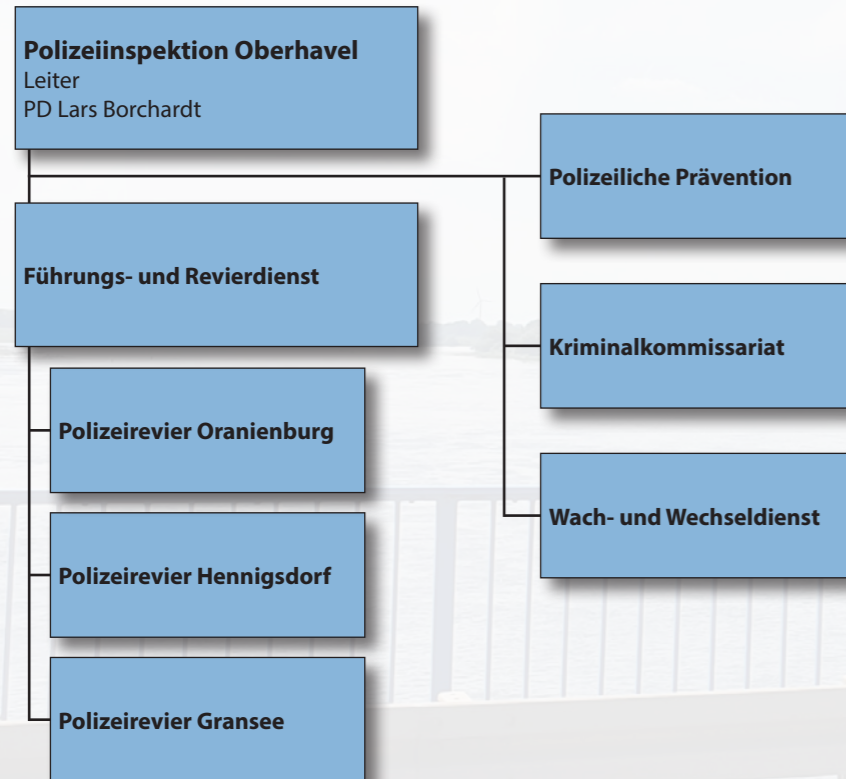 Polizeiinspektion Oberhavel
Leiter
PD Lars Borchardt
Führungs- und Revierdienst
Polizeirevier Oranienburg
Polizeirevier Hennigsdorf
Polizeirevier Gransee
Polizeiliche Prävention
Kriminalkommissariat
Wach- und Wechseldienst